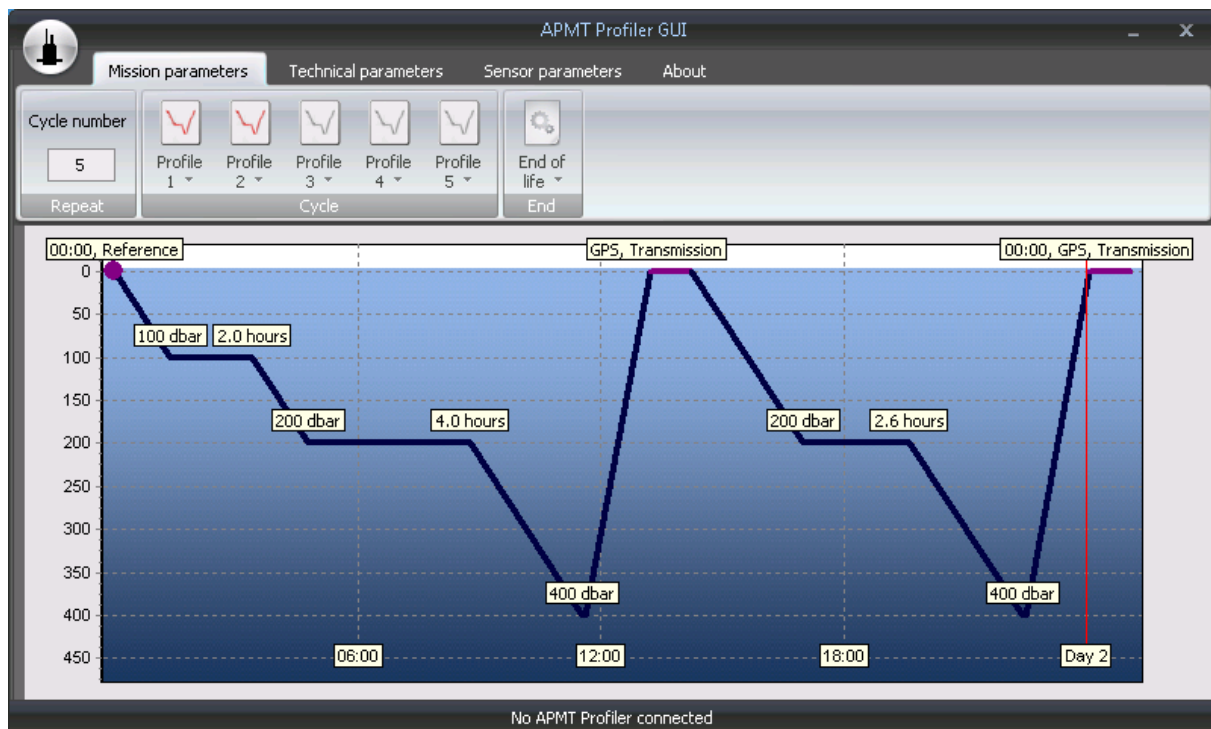 APMT Profiler GUI
Mission parameters Technical parameters Sensor parameters About
Cycle number
5
Repeat
Profile 1
Profile 2
Profile 3
Profile 4
Profile 5
Cycle
End of life
End
00:00, Reference
GPS, Transmission
00:00, GPS, Transmission
0
50
100 dbar 2.0 hours
100
150
200 dbar 4.0 hours 200 dbar 2.6 hours
200
250
300
350
400 dbar 400 dbar
400
450
06:00 12:00 18:00 Day 2
No APMT Profiler connected